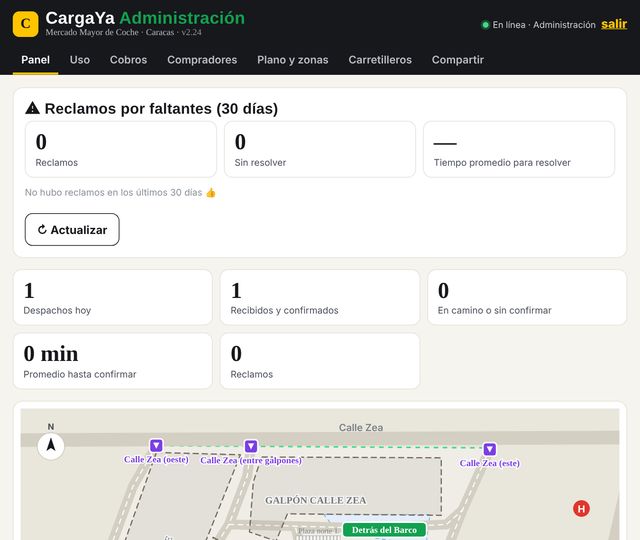 C
CargaYa Administración
Mercado Mayor de Coche · Caracas · v2.24
En línea · Administración salir
Panel Uso Cobros Compradores Plano y zonas Carretilleros Compartir
Reclamos por faltantes (30 días)
0 0 —
Reclamos Sin resolver Tiempo promedio para resolver
No hubo reclamos en los últimos 30 días 👍
↻ Actualizar
1 1 0
Despachos hoy Recibidos y confirmados En camino o sin confirmar
0 min 0
Promedio hasta confirmar Reclamos
N
Calle Zea
Calle Zea (oeste) Calle Zea (entre galpones) Calle Zea (este)
GALPÓN CALLE ZEA
H
Plaza norte 1 Detrás del Barco